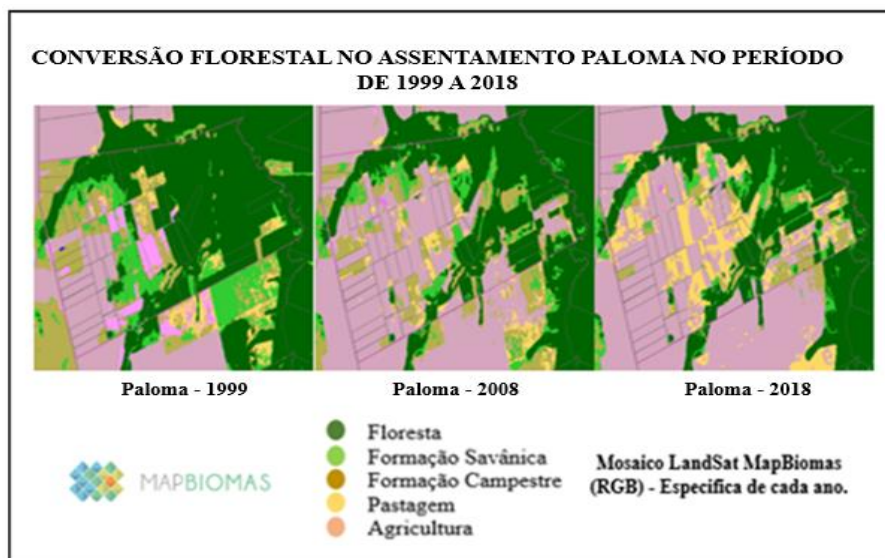 CONVERSÃO FLORESTAL NO ASSENTAMENTO PALOMA NO PERÍODO
DE 1999 A 2018
Paloma - 1999
Paloma - 2008
Paloma - 2018
MAPBIOMAS
Floresta
Formação Savânica
Formação Campestre
Pastagem
Agricultura
Mosaico LandSat MapBiomas
(RGB) - Especifica de cada ano.